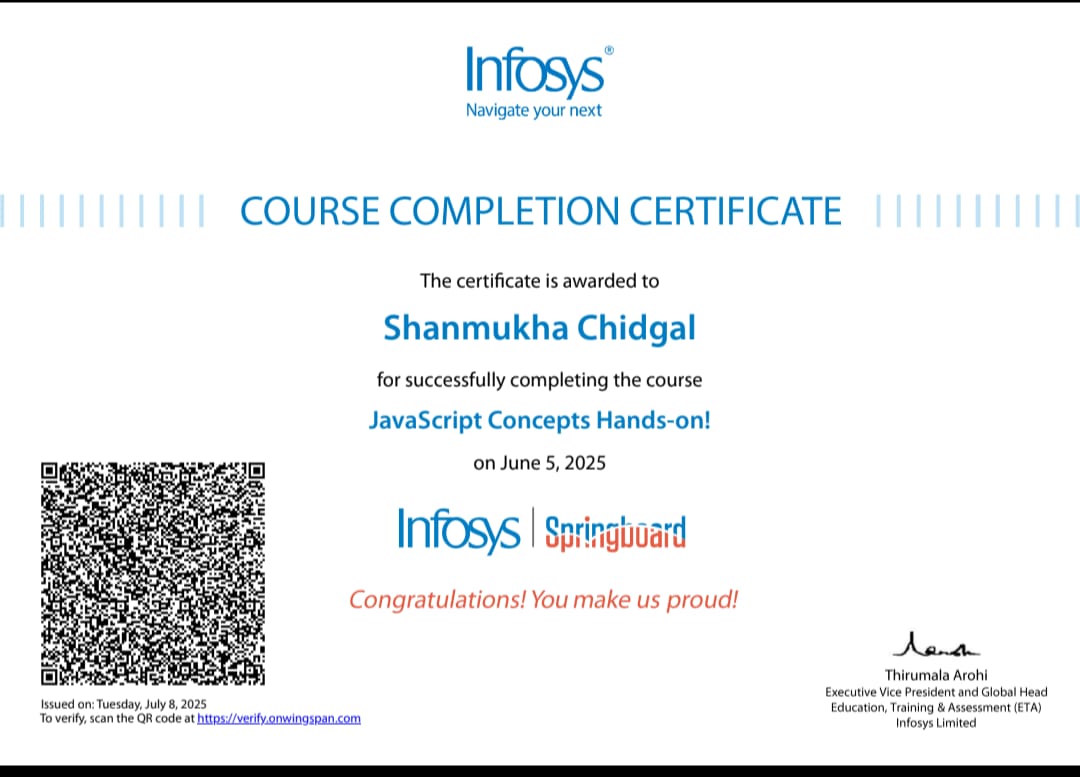 Infosys®
Navigate your next
COURSE COMPLETION CERTIFICATE
The certificate is awarded to
Shanmukha Chidgal
for successfully completing the course
JavaScript Concepts Hands-on!
on June 5, 2025
Infosys | Springboard
Congratulations! You make us proud!
Issued on: Tuesday, July 8, 2025
To verify, scan the QR code at https://verify.onwingspan.com
Thirumala Arohi
Executive Vice President and Global Head
Education, Training & Assessment (ETA)
Infosys Limited